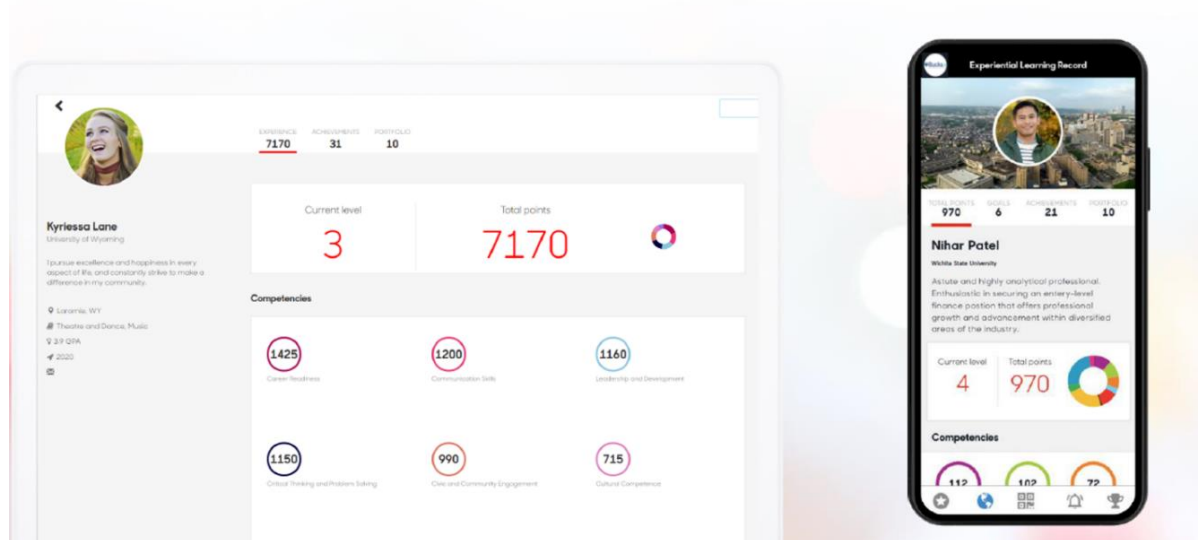 EXPERIENCE ACHIEVEMENTS PORTFOLIO
7170 31 10
Kyriessa Lane
University of Wyoming
I pursue excellence and happiness in every
aspect of life, and constantly strive to make a
difference in my community.
Laramie, WY
Theatre and Dance, Music
3.9 GPA
2020
Current level
3
Total points
7170
Competencies
1425
Career Readiness
1200
Communication Skills
1160
Leadership and Development
1150
Critical Thinking and Problem Solving
990
Civic and Community Engagement
715
Cultural Competence
Experiential Learning Record
TOTAL POINTS GOALS ACHIEVEMENTS PORTFOLIO
970 6 21 10
Nihar Patel
Wichita State University
Astute and highly analytical professional.
Enthusiastic in securing an entery-level
finance postion that offers professional
growth and advancement within diversified
areas of the industry.
Current level
4
Total points
970
Competencies
112 102 72